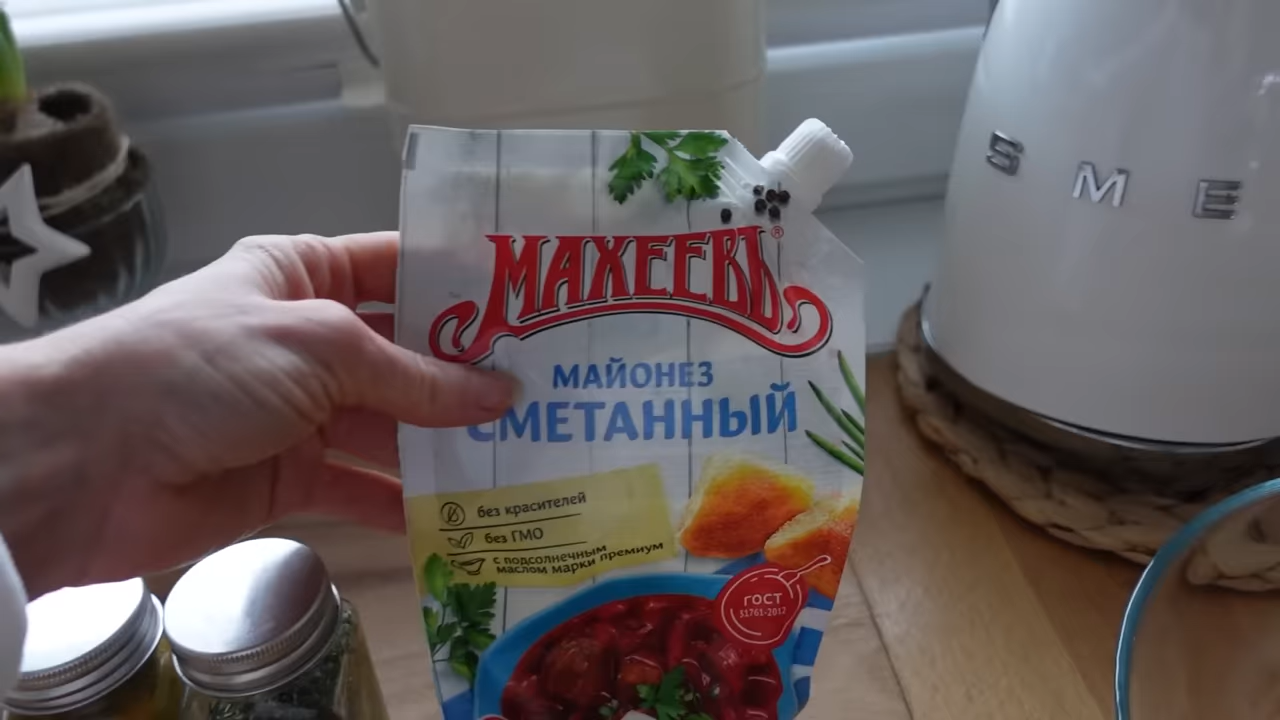 МАХЕЕВЪ®
МАЙОНЕЗ
СМЕТАННЫЙ
без красителей
без ГМО
с подсолнечным
маслом марки премиум
ГОСТ
31761-2012
SME